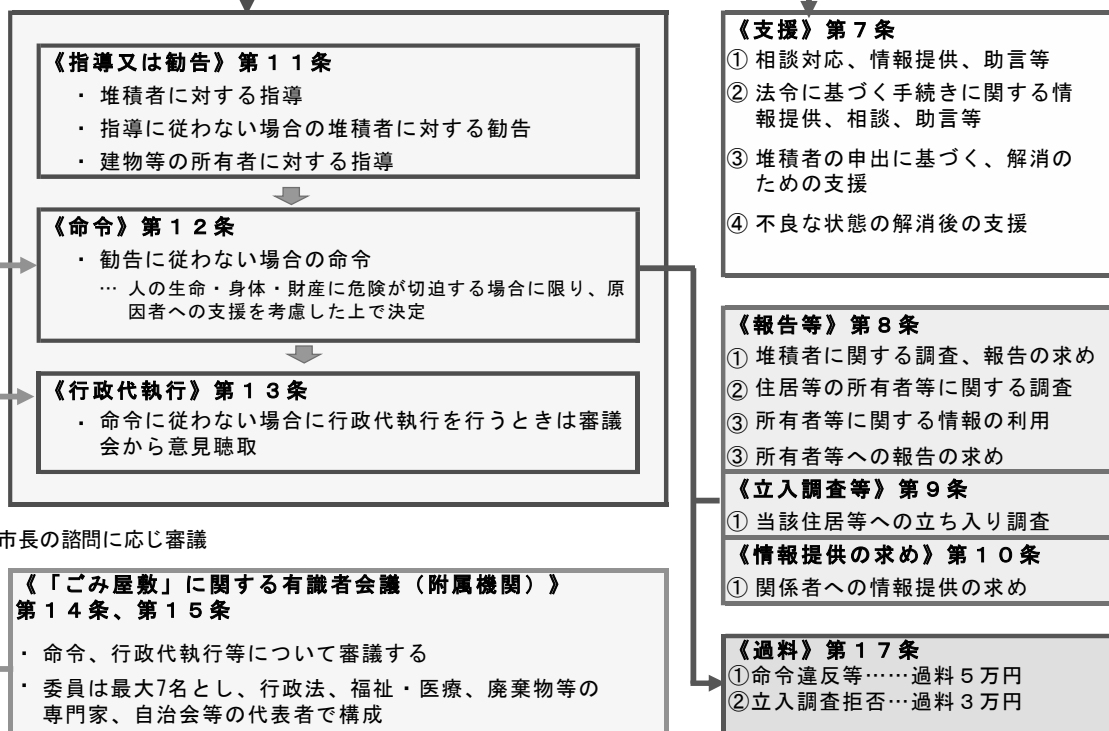 《指導又は勧告》第１１条
・ 堆積者に対する指導
・ 指導に従わない場合の堆積者に対する勧告
・ 建物等の所有者に対する指導
《命令》第１２条
・ 勧告に従わない場合の命令
… 人の生命・身体・財産に危険が切迫する場合に限り、原
因者への支援を考慮した上で決定
《行政代執行》第１３条
・ 命令に従わない場合に行政代執行を行うときは審議
会から意見聴取
市長の諮問に応じ審議
《「ごみ屋敷」に関する有識者会議（附属機関）》
第１４条、第１５条
・ 命令、行政代執行等について審議する
・ 委員は最大7名とし、行政法、福祉・医療、廃棄物等の
専門家、自治会等の代表者で構成
《支援》第７条
① 相談対応、情報提供、助言等
② 法令に基づく手続きに関する情
報提供、相談、助言等
③ 堆積者の申出に基づく、解消の
ための支援
④ 不良な状態の解消後の支援
《報告等》第８条
① 堆積者に関する調査、報告の求め
② 住居等の所有者等に関する調査
③ 所有者等に関する情報の利用
③ 所有者等への報告の求め
《立入調査等》第９条
① 当該住居等への立ち入り調査
《情報提供の求め》第１０条
① 関係者への情報提供の求め
《過料》第１７条
①命令違反等……過料５万円
②立入調査拒否…過料３万円